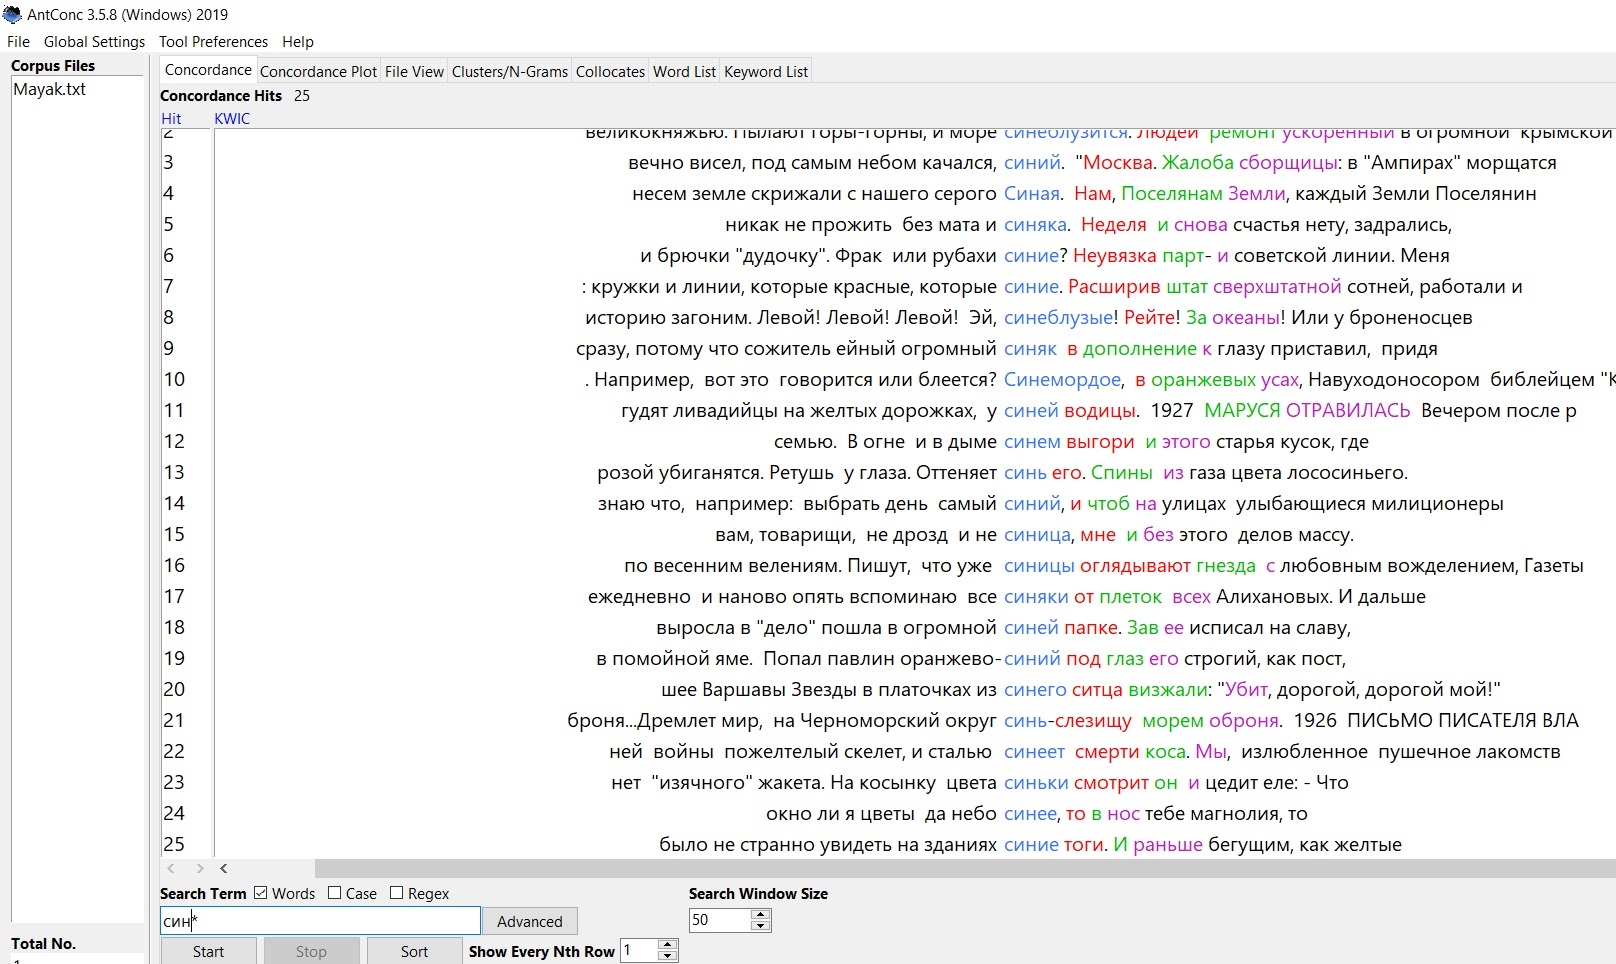 AntConc 3.5.8 (Windows) 2019
File Global Settings Tool Preferences Help
Corpus Files
Mayak.txt
Concordance Concordance Plot File View Clusters/N-Grams Collocates Word List Keyword List
Concordance Hits 25
Hit KWIC
2 великокняжью. Пылают горы-горны, и море синеблузится. Людей ремонт ускоренный в огромной крымской
3 вечно висел, под самым небом качался, синий. "Москва. Жалоба сборщицы: в "Ампирах" морщатся
4 несем земле скрижали с нашего серого Синая. Нам, Поселянам Земли, каждый Земли Поселянин
5 никак не прожить без мата и синяка. Неделя и снова счастья нету, задрались,
6 и брючки "дудочку". Фрак или рубахи синие? Неувязка парт- и советской линии. Меня
7 : кружки и линии, которые красные, которые синие. Расширив штат сверхштатной сотней, работали и
8 историю загоним. Левой! Левой! Левой! Эй, синеблузые! Рейте! За океаны! Или у броненосцев
9 сразу, потому что сожитель ейный огромный синяк в дополнение к глазу приставил, придя
10 . Например, вот это говорится или блеется? Синемордое, в оранжевых усах, Навуходоносором библейцем "К
11 гудят ливадийцы на желтых дорожках, у синей водицы. 1927 МАРУСЯ ОТРАВИЛАСЬ Вечером после р
12 семью. В огне и в дыме синем выгори и этого старья кусок, где
13 розой убиганятся. Ретушь у глаза. Оттеняет синь его. Спины из газа цвета лососиньего.
14 знаю что, например: выбрать день самый синий, и чтоб на улицах улыбающиеся милиционеры
15 вам, товарищи, не дрозд и не синица, мне и без этого делов массу.
16 по весенним велениям. Пишут, что уже синицы оглядывают гнезда с любовным вожделением, Газеты
17 ежедневно и наново опять вспоминаю все синяки от плеток всех Алихановых. И дальше
18 выросла в "дело" пошла в огромной синей папке. Зав ее исписал на славу,
19 в помойной яме. Попал павлин оранжево-синий под глаз его строгий, как пост,
20 шее Варшавы Звезды в платочках из синего ситца визжали: "Убит, дорогой, дорогой мой!"
21 броня...Дремлет мир, на Черноморский округ синь-слезищу морем оброня. 1926 ПИСЬМО ПИСАТЕЛЯ ВЛА
22 ней войны пожелтелый скелет, и сталью синеет смерти коса. Мы, излюбленное пушечное лакомств
23 нет "изячного" жакета. На косынку цвета синьки смотрит он и цедит еле: - Что
24 окно ли я цветы да небо синее, то в нос тебе магнолия, то
25 было не странно увидеть на зданиях синие тоги. И раньше бегущим, как желтые
Search Term Words Case Regex Search Window Size
син* Advanced 50
Total No.
Start Stop Sort Show Every Nth Row 1